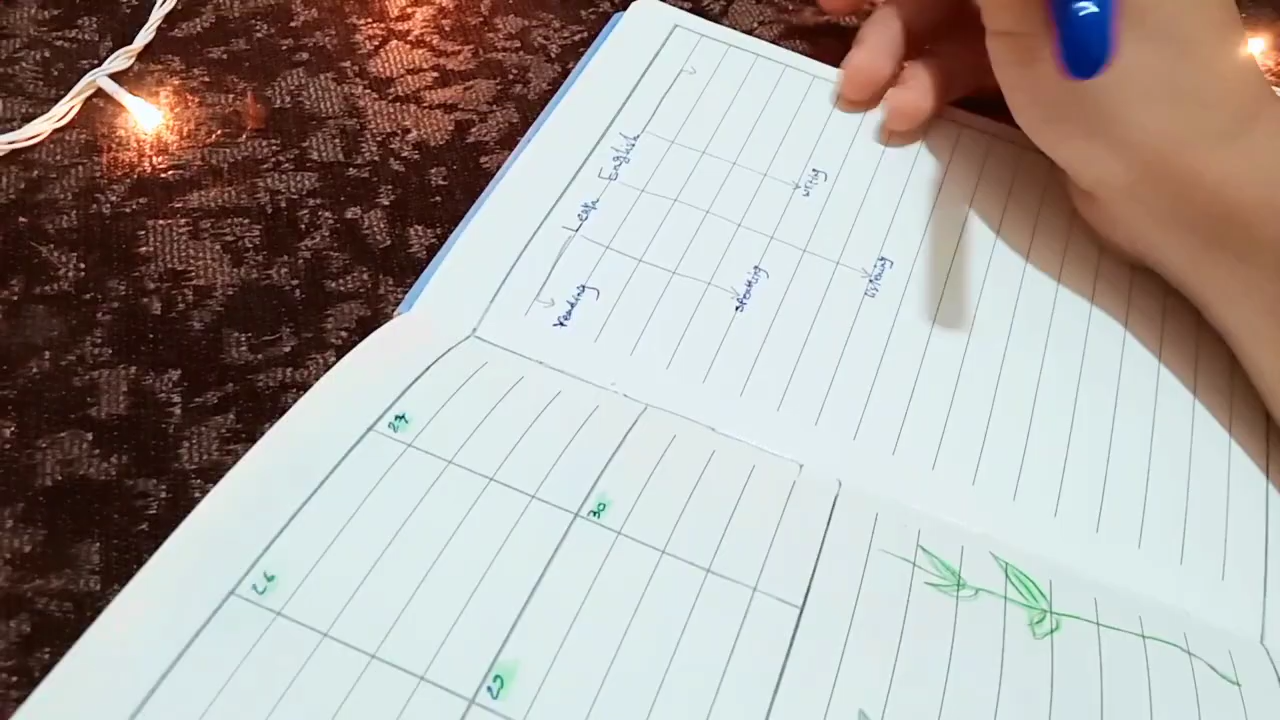 Learn English
reading
speaking
listening
writing
27
30
26
29